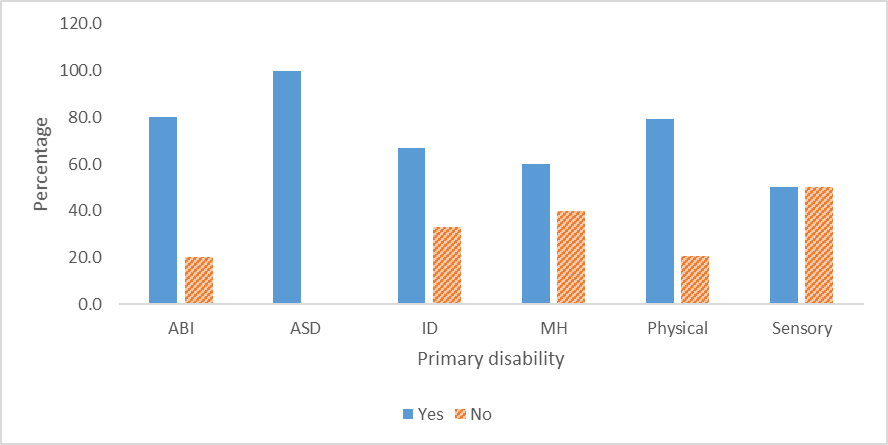 120.0
100.0
80.0
60.0
40.0
20.0
0.0
Percentage
ABI ASD ID MH Physical Sensory
Primary disability
Yes No